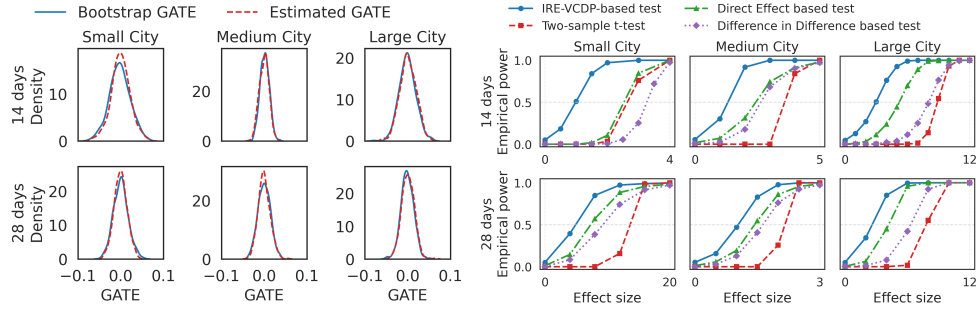 Bootstrap GATE
Estimated GATE
Small City
Medium City
Large City
14 days
Density
10
0
20
0
20
10
0
28 days
Density
20
10
0
20
0
20
10
0
−0.1
0.0
0.1
−0.1
0.0
0.1
−0.1
0.0
0.1
GATE
GATE
GATE
IRE-VCDP-based test
Direct Effect based test
Two-sample t-test
Difference in Difference based test
Small City
Medium City
Large City
14 days
Empirical power
1.0
0.5
0.0
0
4
0
5
0
12
28 days
Empirical power
1.0
0.5
0.0
0
20
0
3
0
12
Effect size
Effect size
Effect size